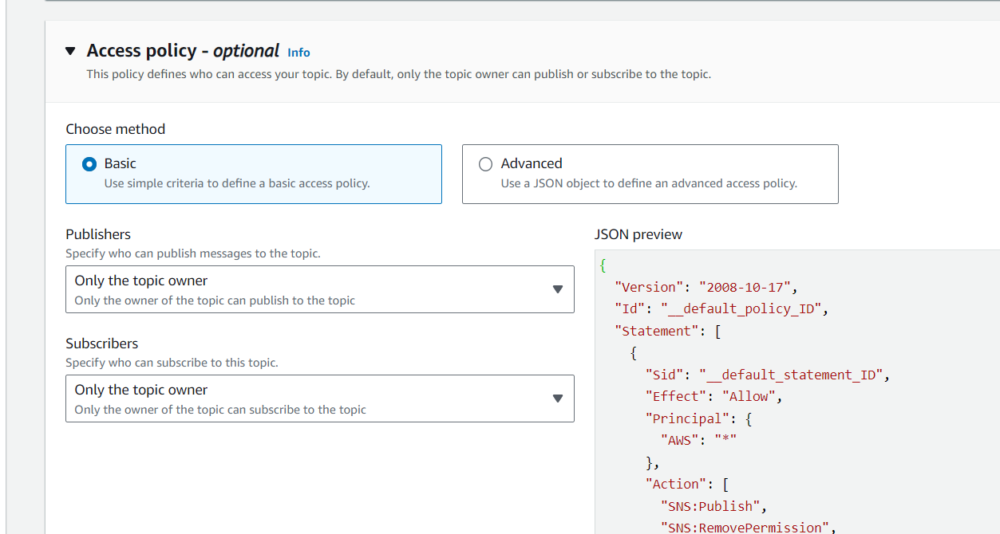 Access policy - optional Info
This policy defines who can access your topic. By default, only the topic owner can publish or subscribe to the topic.
Choose method
Basic
Use simple criteria to define a basic access policy.
Advanced
Use a JSON object to define an advanced access policy.
Publishers
Specify who can publish messages to the topic.
Only the topic owner
Only the owner of the topic can publish to the topic
Subscribers
Specify who can subscribe to this topic.
Only the topic owner
Only the owner of the topic can subscribe to the topic
JSON preview
{
  "Version": "2008-10-17",
  "Id": "__default_policy_ID",
  "Statement": [
    {
      "Sid": "__default_statement_ID",
      "Effect": "Allow",
      "Principal": {
        "AWS": "*"
      },
      "Action": [
        "SNS:Publish",
        "SNS:RemovePermission",